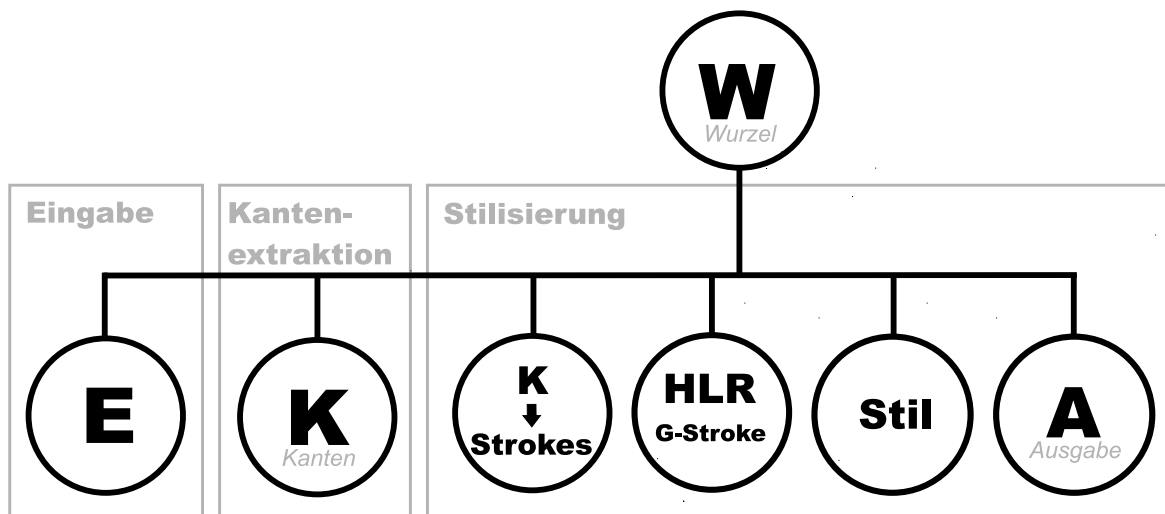 W
Wurzel
Eingabe
Kanten-
extraktion
Stilisierung
E
K
Kanten
K
Strokes
HLR
G-Stroke
Stil
A
Ausgabe